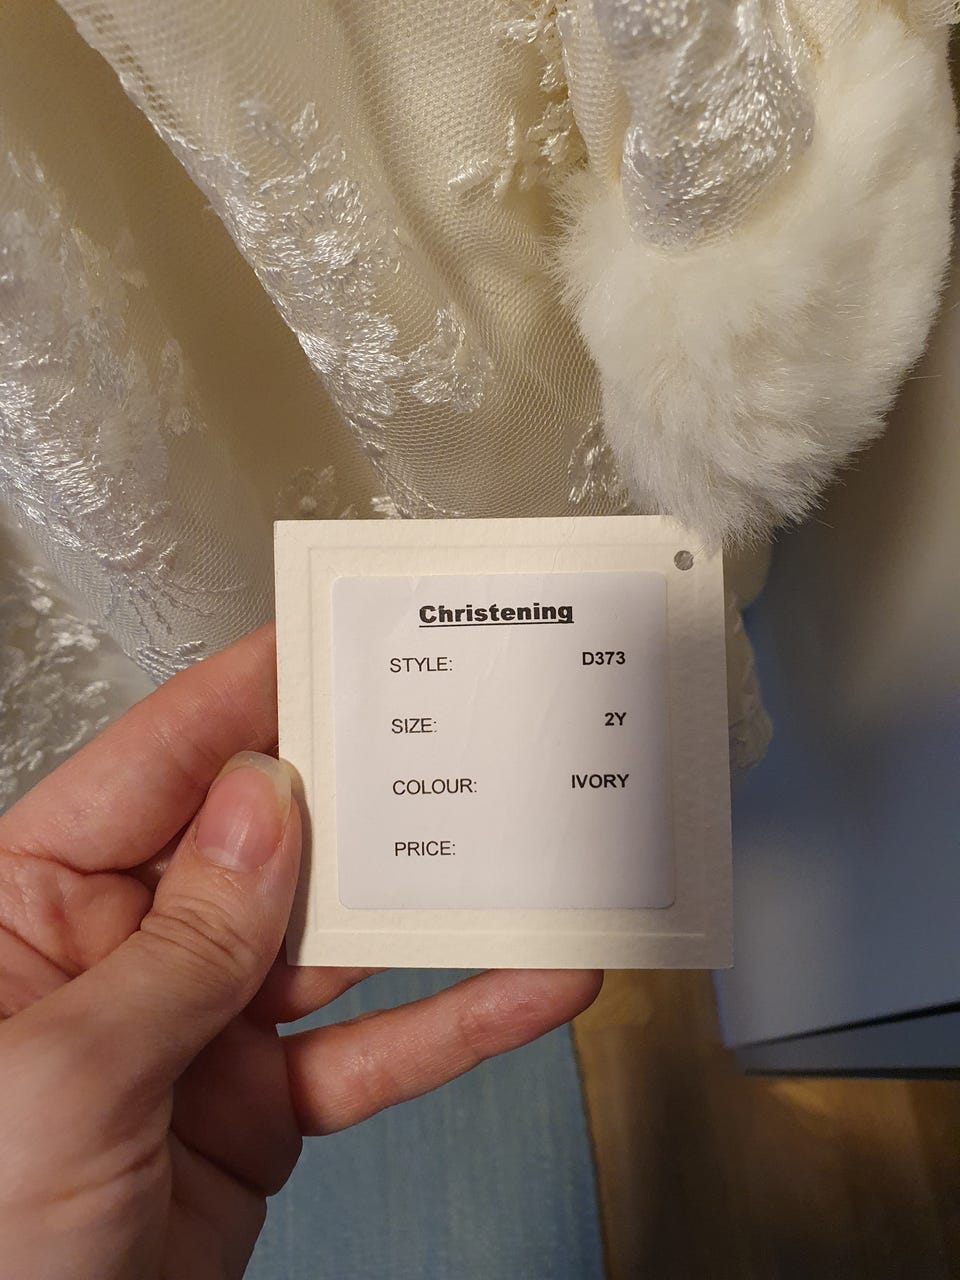 Christening
STYLE: D373
SIZE: 2Y
COLOUR: IVORY
PRICE: